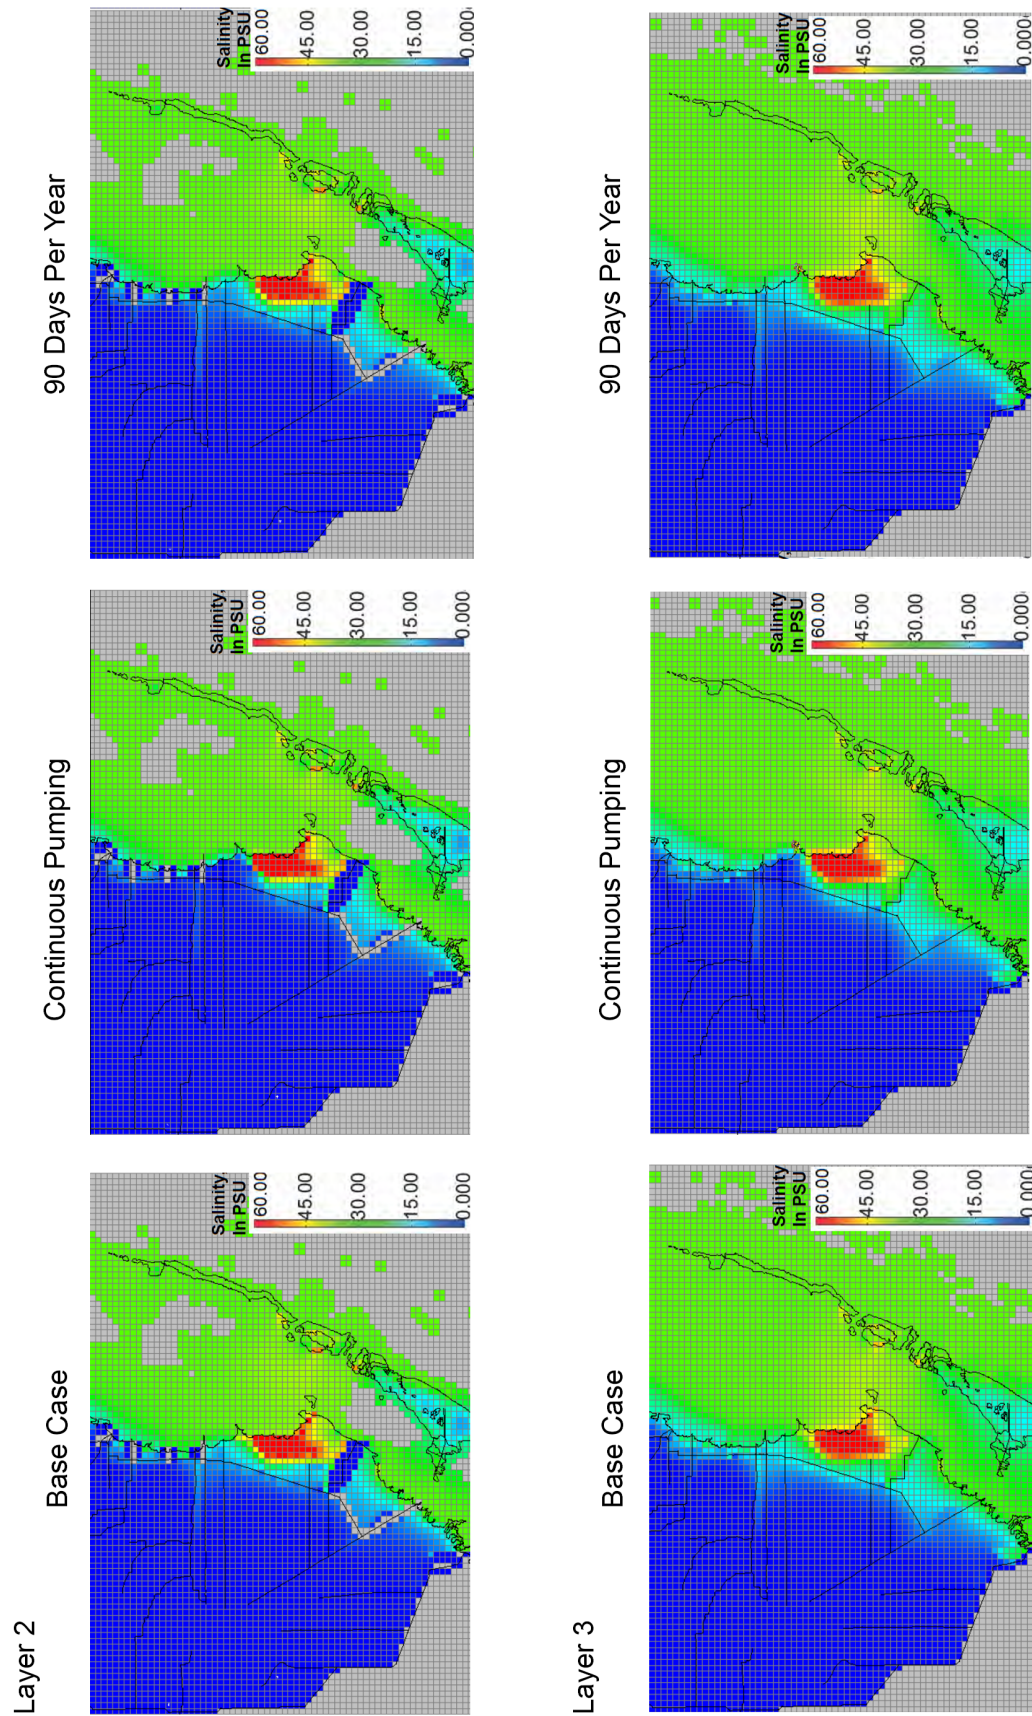 Layer 2
Base Case
Continuous Pumping
90 Days Per Year
Salinity
In PSU
60.00
45.00
30.00
15.00
0.000
Salinity
In PSU
60.00
45.00
30.00
15.00
0.000
Salinity
In PSU
60.00
45.00
30.00
15.00
0.000
Layer 3
Base Case
Continuous Pumping
90 Days Per Year
Salinity
In PSU
60.00
45.00
30.00
15.00
0.000
Salinity
In PSU
60.00
45.00
30.00
15.00
0.000
Salinity
In PSU
60.00
45.00
30.00
15.00
0.000